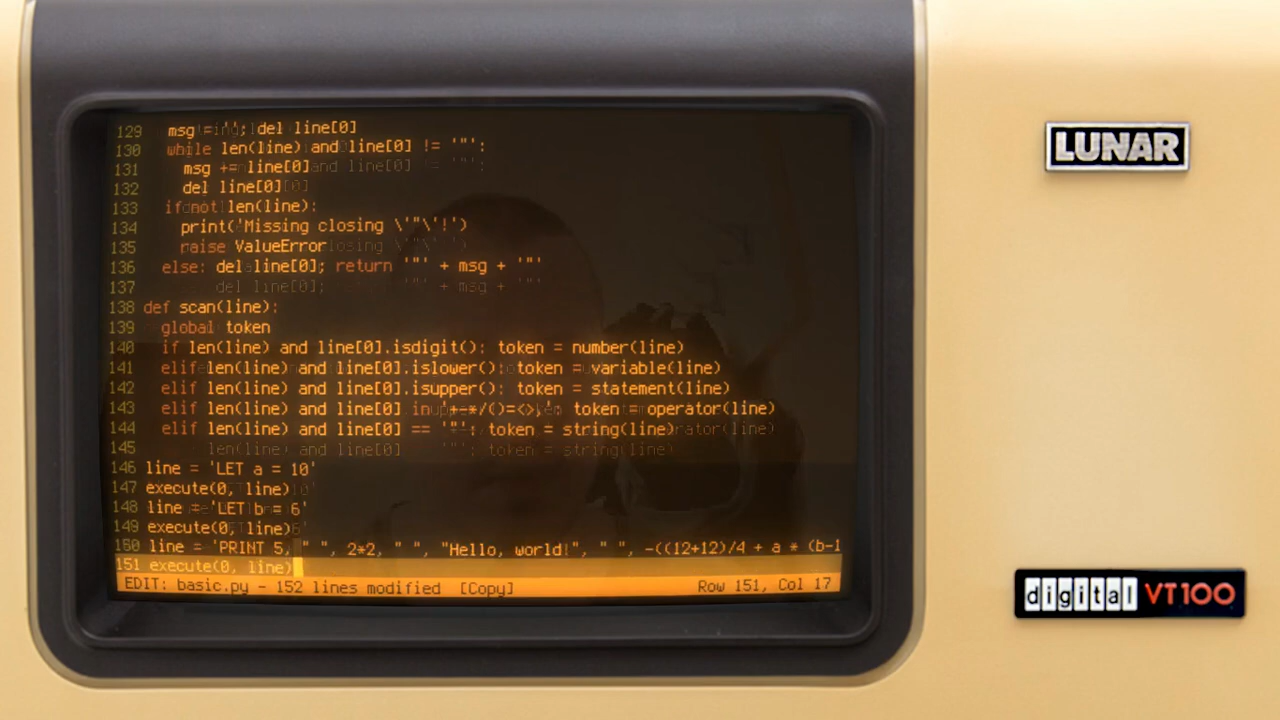 129 msg = ''; del line[0]
130 while len(line) and line[0] != '"':
131 msg += line[0]
132 del line[0]
133 if not len(line):
134 print('Missing closing \'"\'!')
135 raise ValueError
136 else: del line[0]; return '"' + msg + '"'
137
138 def scan(line):
139 global token
140 if len(line) and line[0].isdigit(): token = number(line)
141 elif len(line) and line[0].islower(): token = variable(line)
142 elif len(line) and line[0].isupper(): token = statement(line)
143 elif len(line) and line[0] in '+-*/()=<>,': token = operator(line)
144 elif len(line) and line[0] == '"': token = string(line)
145
146 line = 'LET a = 10'
147 execute(0, line)
148 line = 'LET b = 6'
149 execute(0, line)
150 line = 'PRINT 5, " ", 2*2, " ", "Hello, world!", " ", -((12+12)/4 + a * (b-1
151 execute(0, line)
EDIT: basic.py - 152 lines modified [Copy] Row 151, Col 17
LUNAR
digital VT100